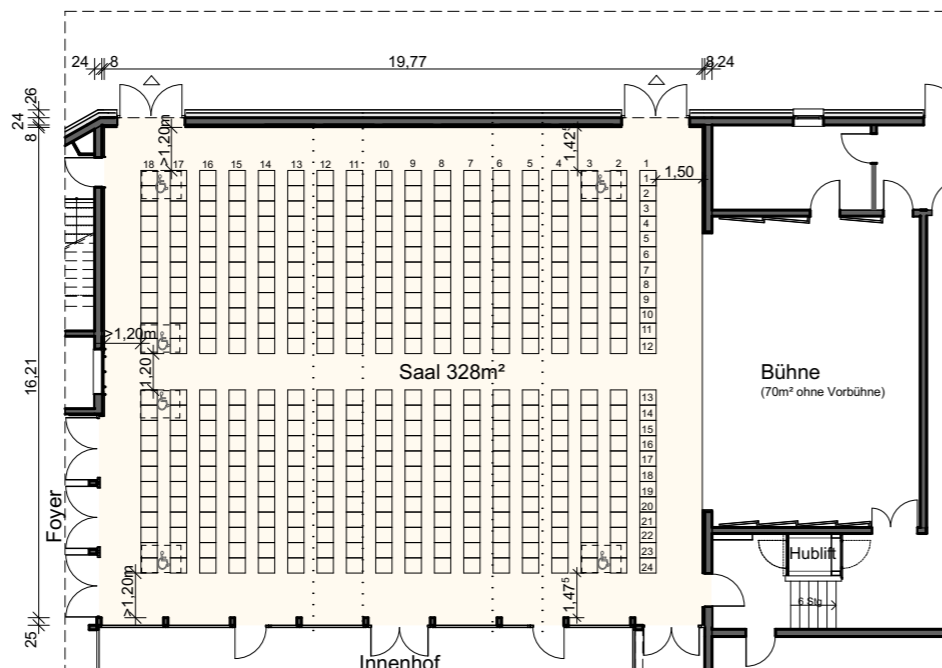 24 8 19,77 8 24
26
24
8
>1,20m
1,42⁵
18 17 16 15 14 13 12 11 10 9 8 7 6 5 4 3 2 1
1
1,50
2
3
4
5
6
7
8
9
10
11
>1,20m
12
1,20
Saal 328m²
Bühne
(70m² ohne Vorbühne)
16,21
13
14
15
16
17
18
19
20
21
22
23
24
Foyer
Hublift
>1,20m
1,47⁵
6 Stg
25
Innenhof